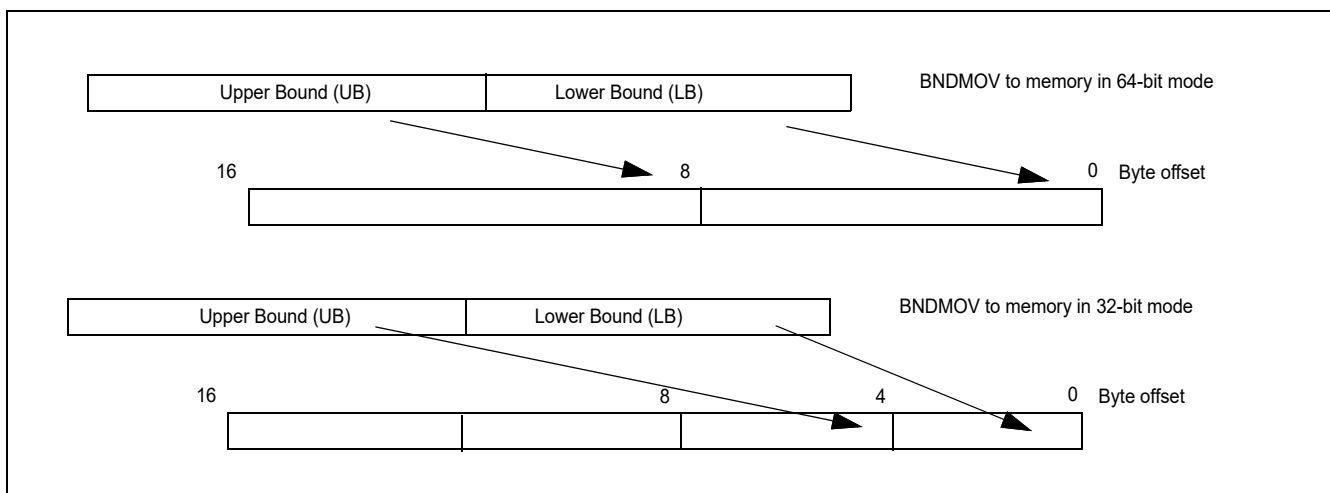 Upper Bound (UB) Lower Bound (LB) BNDMOV to memory in 64-bit mode
16 8 0 Byte offset
Upper Bound (UB) Lower Bound (LB) BNDMOV to memory in 32-bit mode
16 8 4 0 Byte offset